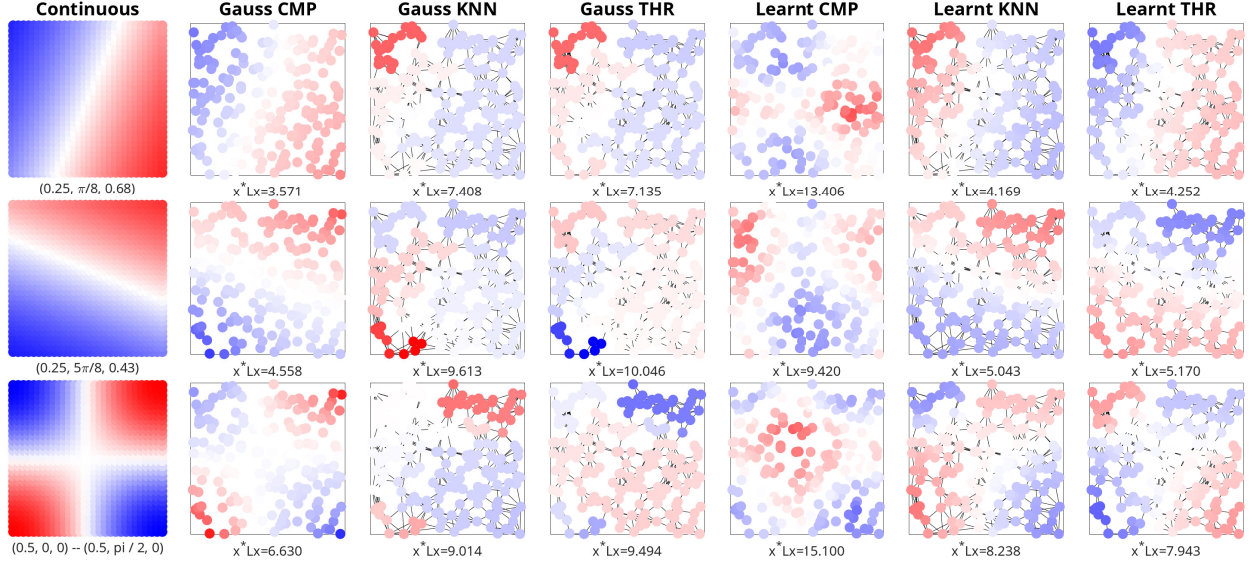 Continuous Gauss CMP Gauss KNN Gauss THR Learnt CMP Learnt KNN Learnt THR
(0.25, π/8, 0.68) x*Lx=3.571 x*Lx=7.408 x*Lx=7.135 x*Lx=13.406 x*Lx=4.169 x*Lx=4.252
(0.25, 5π/8, 0.43) x*Lx=4.558 x*Lx=9.613 x*Lx=10.046 x*Lx=9.420 x*Lx=5.043 x*Lx=5.170
(0.5, 0, 0) -- (0.5, pi / 2, 0) x*Lx=6.630 x*Lx=9.014 x*Lx=9.494 x*Lx=15.100 x*Lx=8.238 x*Lx=7.943